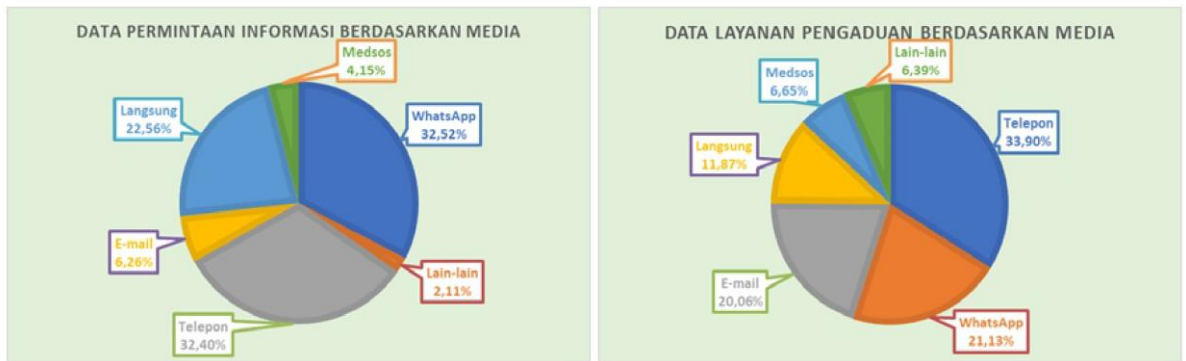 DATA PERMINTAAN INFORMASI BERDASARKAN MEDIA
Medsos
4,15%
Langsung
22,56%
WhatsApp
32,52%
E-mail
6,26%
Lain-lain
2,11%
Telepon
32,40%
DATA LAYANAN PENGADUAN BERDASARKAN MEDIA
Lain-lain
6,39%
Medsos
6,65%
Telepon
33,90%
Langsung
11,87%
E-mail
20,06%
WhatsApp
21,13%